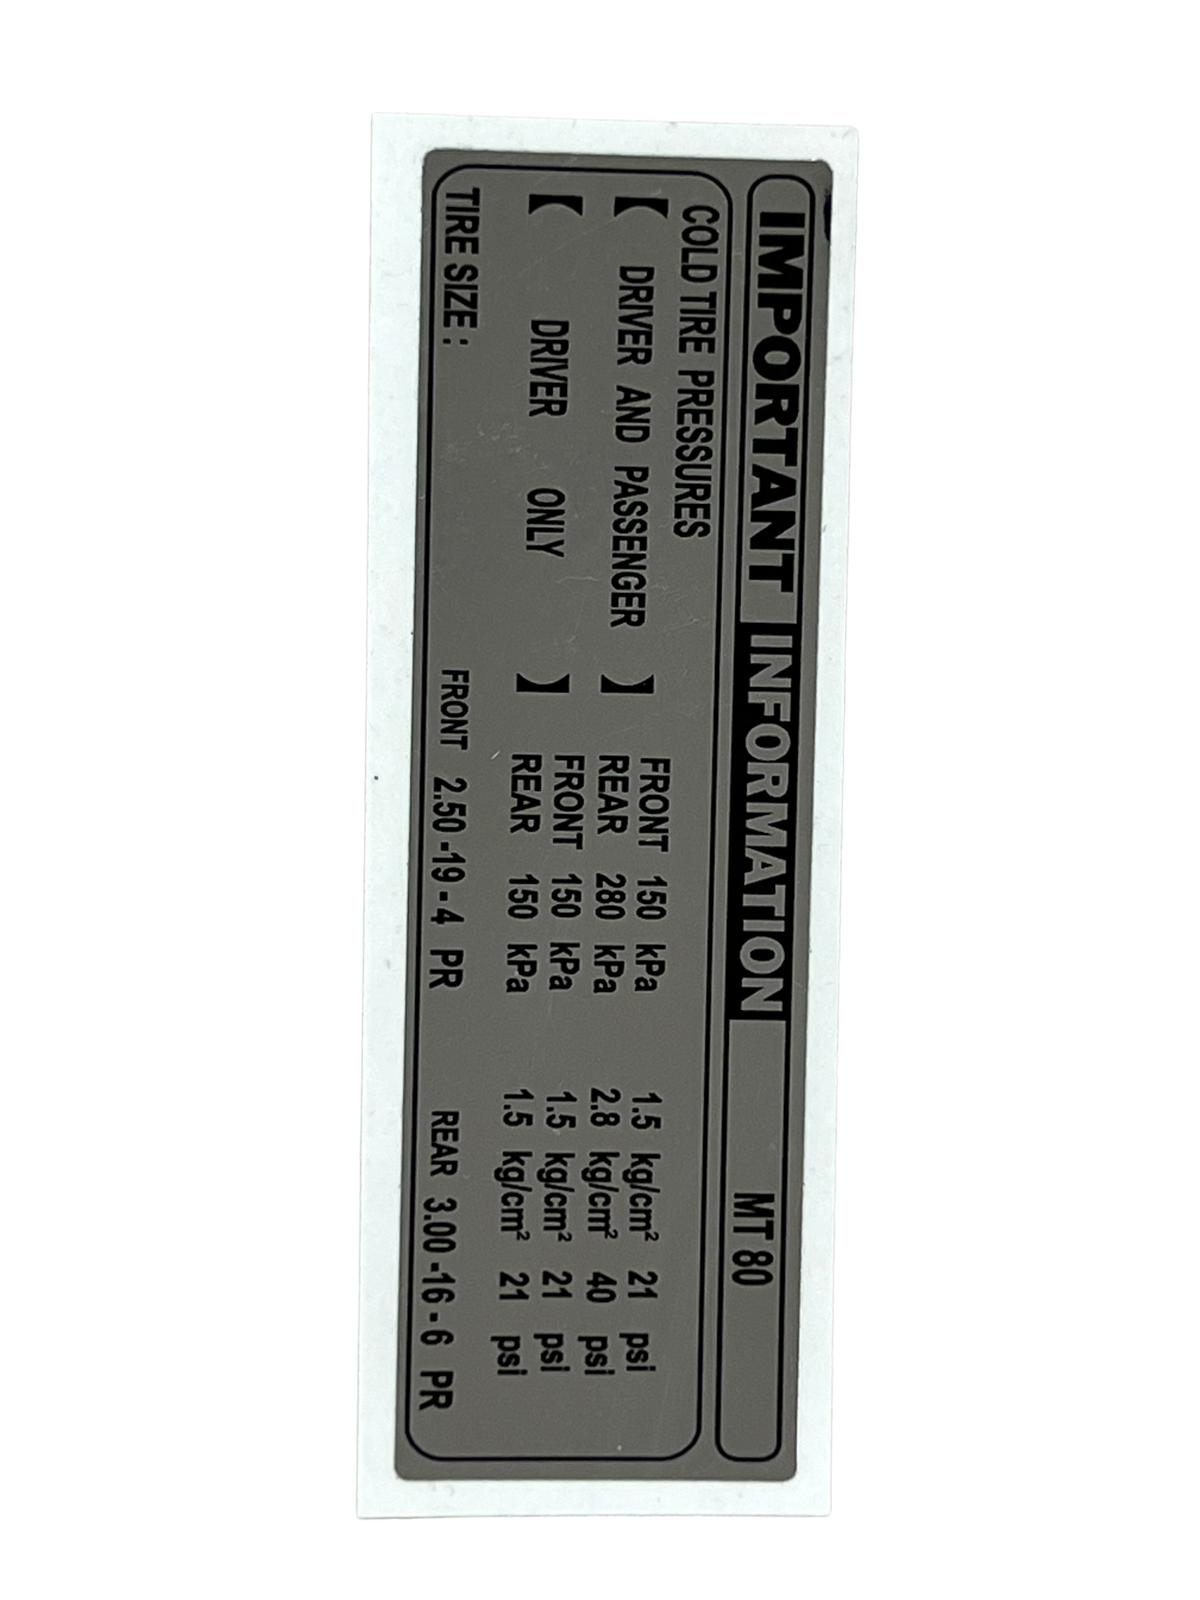 IMPORTANT INFORMATION MT 80
COLD TIRE PRESSURES
【 DRIVER AND PASSENGER 】 FRONT 150 kPa 1.5 kg/cm² 21 psi
REAR 280 kPa 2.8 kg/cm² 40 psi
【 DRIVER ONLY 】 FRONT 150 kPa 1.5 kg/cm² 21 psi
REAR 150 kPa 1.5 kg/cm² 21 psi
TIRE SIZE : FRONT 2.50 -19 - 4 PR REAR 3.00 -16 - 6 PR